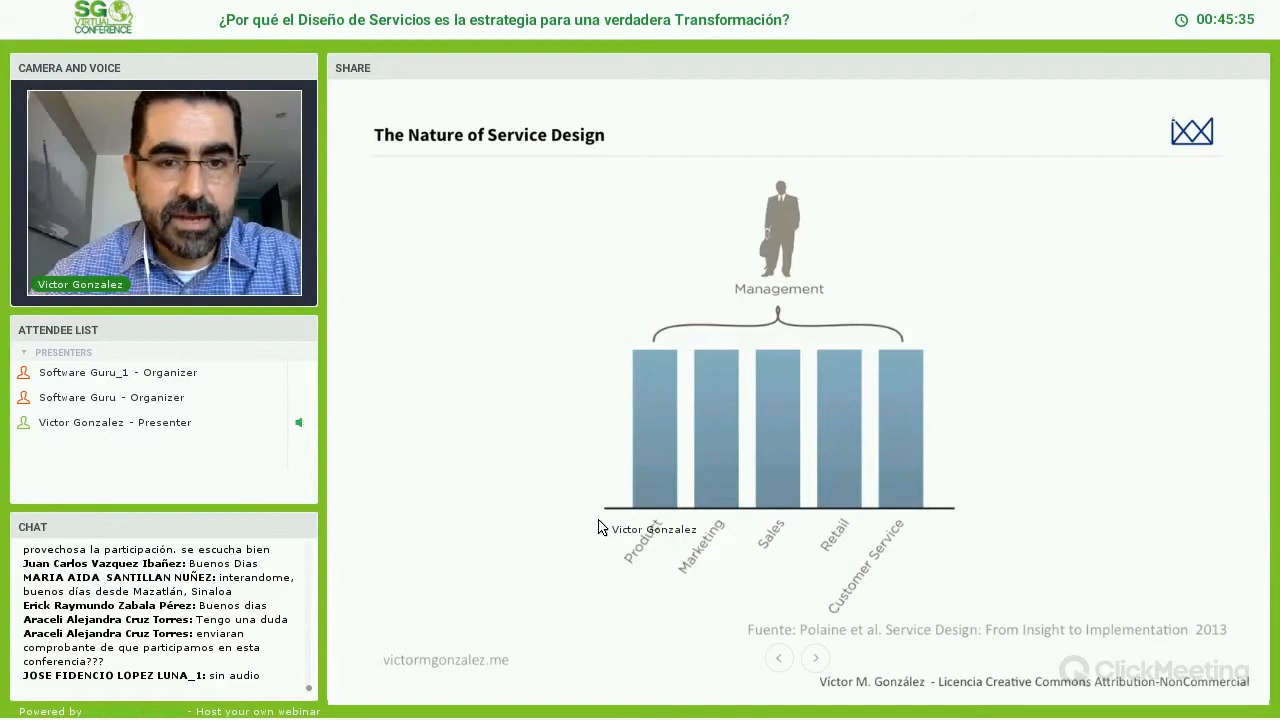 SG
VIRTUAL
CONFERENCE
¿Por qué el Diseño de Servicios es la estrategia para una verdadera Transformación?
00:45:35
CAMERA AND VOICE
Victor Gonzalez
ATTENDEE LIST
PRESENTERS
Software Guru_1 - Organizer
Software Guru - Organizer
Victor Gonzalez - Presenter
CHAT
provechosa la participación. se escucha bien
Juan Carlos Vazquez Ibañez: Buenos Dias
MARIA AIDA SANTILLAN NUÑEZ: interandome,
buenos días desde Mazatlán, Sinaloa
Erick Raymundo Zabala Pérez: Buenos dias
Araceli Alejandra Cruz Torres: Tengo una duda
Araceli Alejandra Cruz Torres: enviaran
comprobante de que participamos en esta
conferencia???
JOSE FIDENCIO LOPEZ LUNA_1: sin audio
Powered by - Host your own webinar
SHARE
The Nature of Service Design
Management
Product
Marketing
Sales
Retail
Customer Service
Victor Gonzalez
Fuente: Polaine et al. Service Design: From Insight to Implementation 2013
victormgonzalez.me
ClickMeeting
Víctor M. González - Licencia Creative Commons Attribution-NonCommercial